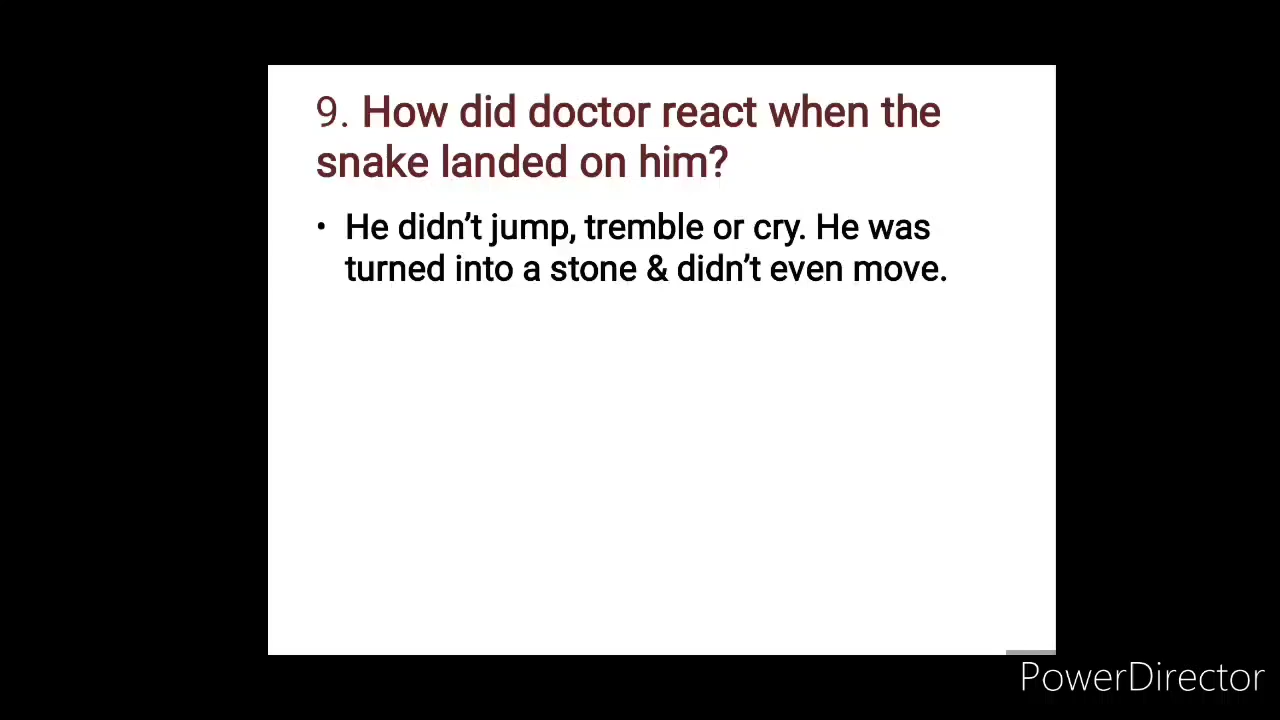 9. How did doctor react when the
snake landed on him?
• He didn’t jump, tremble or cry. He was
turned into a stone & didn’t even move.
PowerDirector